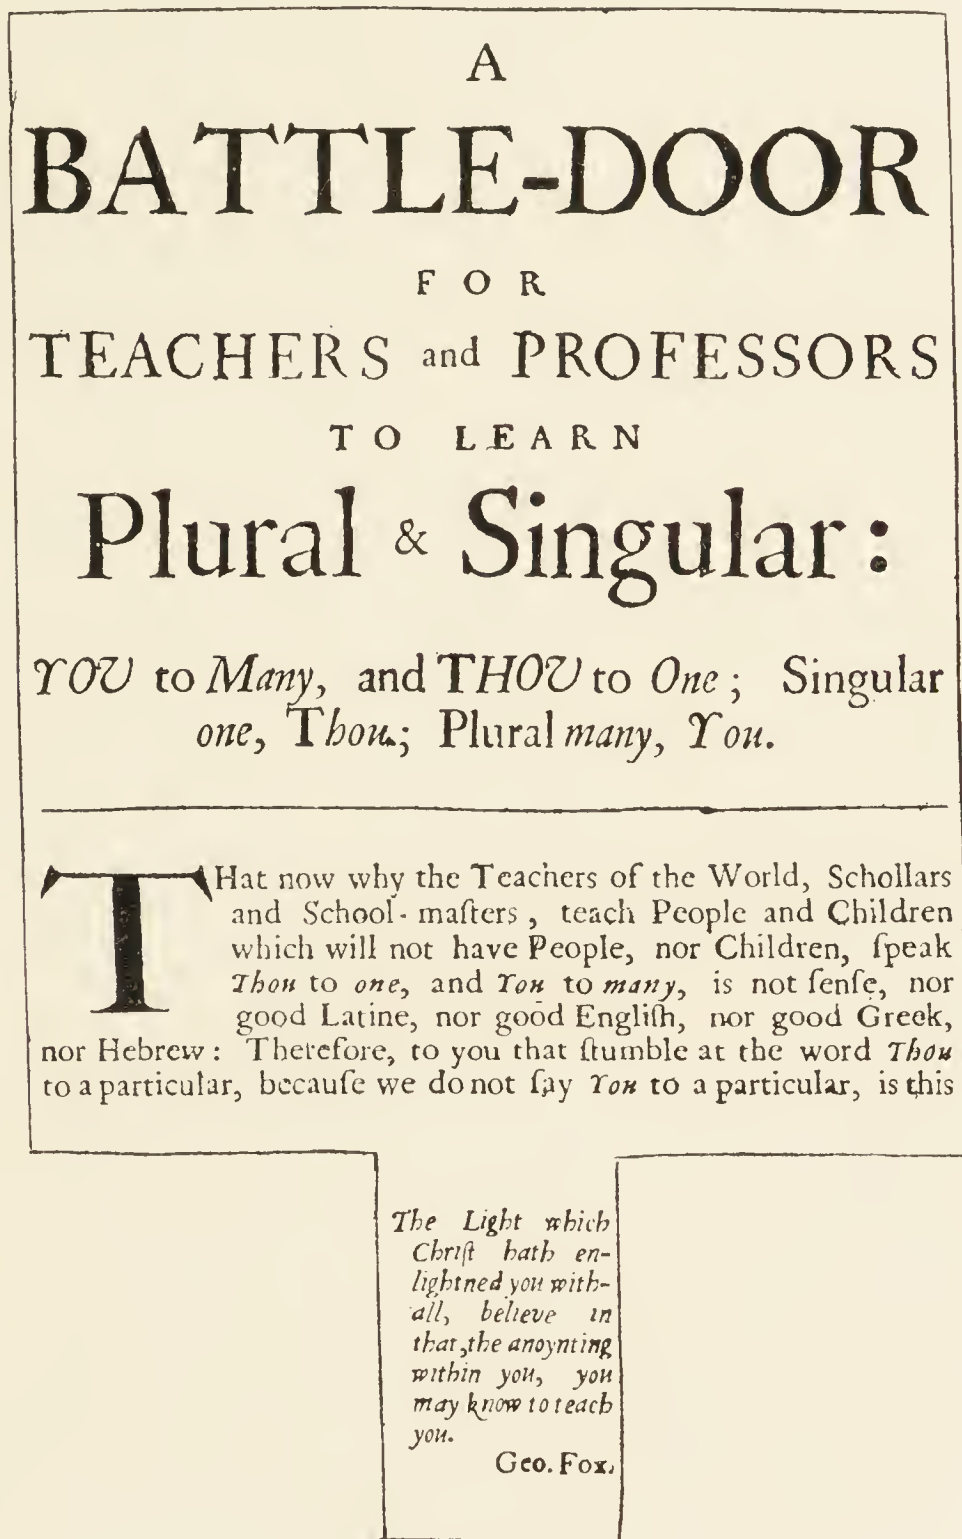 A
BATTLE-DOOR
FOR
TEACHERS and PROFESSORS
TO LEARN
Plural & Singular:
YOU to Many, and THOU to One; Singular
one, Thou; Plural many, You.
THat now why the Teachers of the World, Schollars
and School-maſters, teach People and Children
which will not have People, nor Children, ſpeak
Thou to one, and You to many, is not ſenſe, nor
good Latine, nor good Engliſh, nor good Greek,
nor Hebrew: Therefore, to you that ſtumble at the word Thou
to a particular, becauſe we do not ſay You to a particular, is this
The Light which
Chriſt hath en-
lightned you with-
all, believe in
that, the anoynting
within you, you
may know to teach
you.
Geo. Fox.